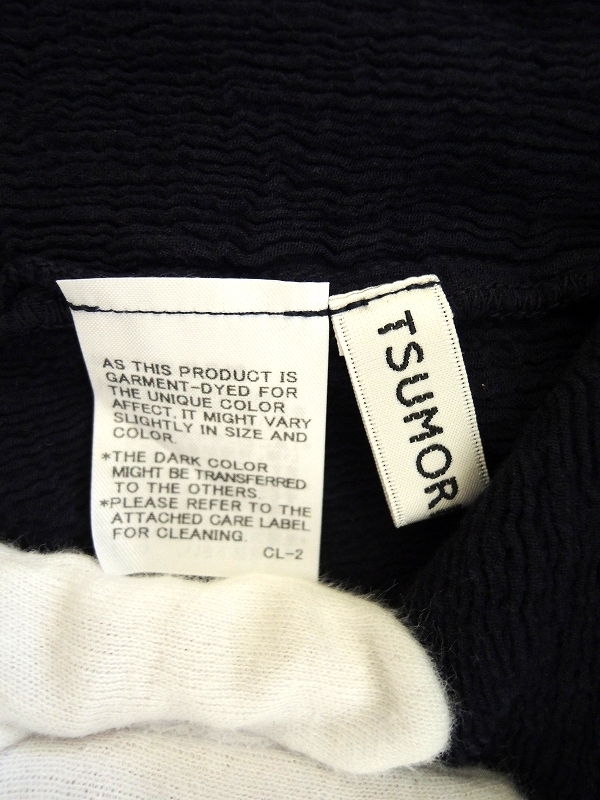 AS THIS PRODUCT IS
GARMENT-DYED FOR
THE UNIQUE COLOR
AFFECT, IT MIGHT VARY
SLIGHTLY IN SIZE AND
COLOR.
*THE DARK COLOR
MIGHT BE TRANSFERRED
TO THE OTHERS
*PLEASE REFER TO THE
ATTACHED CARE LABEL
FOR CLEANING.
CL-2
TSUMOR